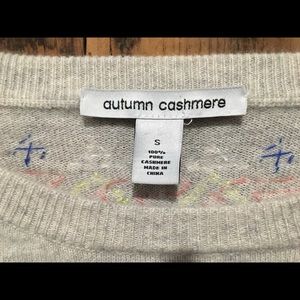 autumn cashmere
S
100%
PURE
CASHMERE
MADE IN
CHINA